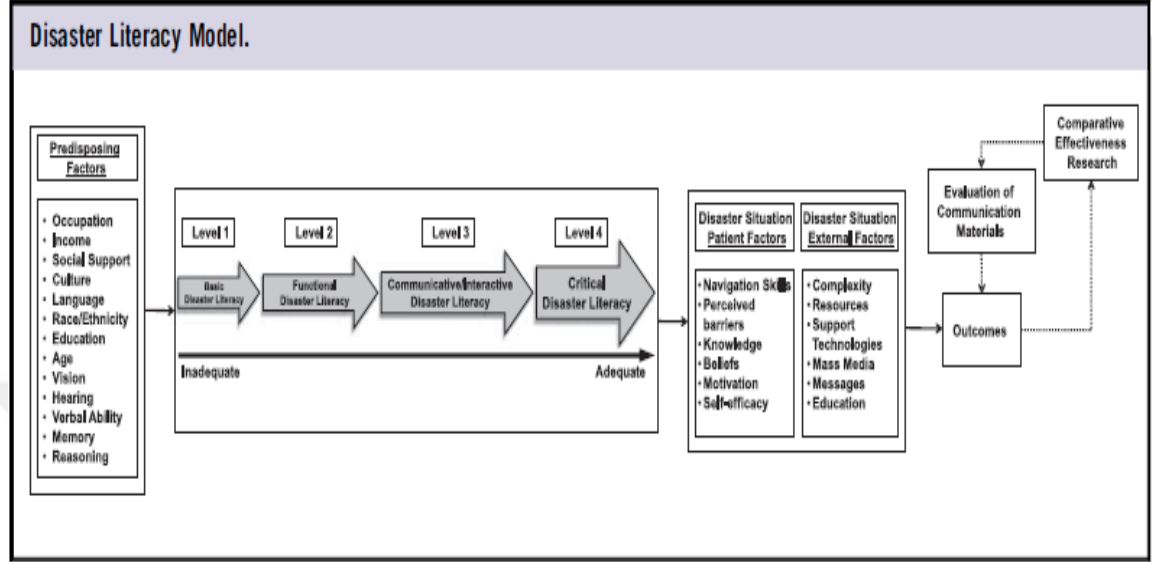 Disaster Literacy Model.
Predisposing
Factors
• Occupation
• Income
• Social Support
• Culture
• Language
• Race/Ethnicity
• Education
• Age
• Vision
• Hearing
• Verbal Ability
• Memory
• Reasoning
Level 1
Level 2
Level 3
Level 4
Basic
Disaster Literacy
Functional
Disaster Literacy
Communicative/Interactive
Disaster Literacy
Critical
Disaster Literacy
Inadequate
Adequate
Disaster Situation
Patient Factors
• Navigation Skills
• Perceived
barriers
• Knowledge
• Beliefs
• Motivation
• Self-efficacy
Disaster Situation
External Factors
• Complexity
• Resources
• Support
Technologies
• Mass Media
• Messages
• Education
Comparative
Effectiveness
Research
Evaluation of
Communication
Materials
Outcomes